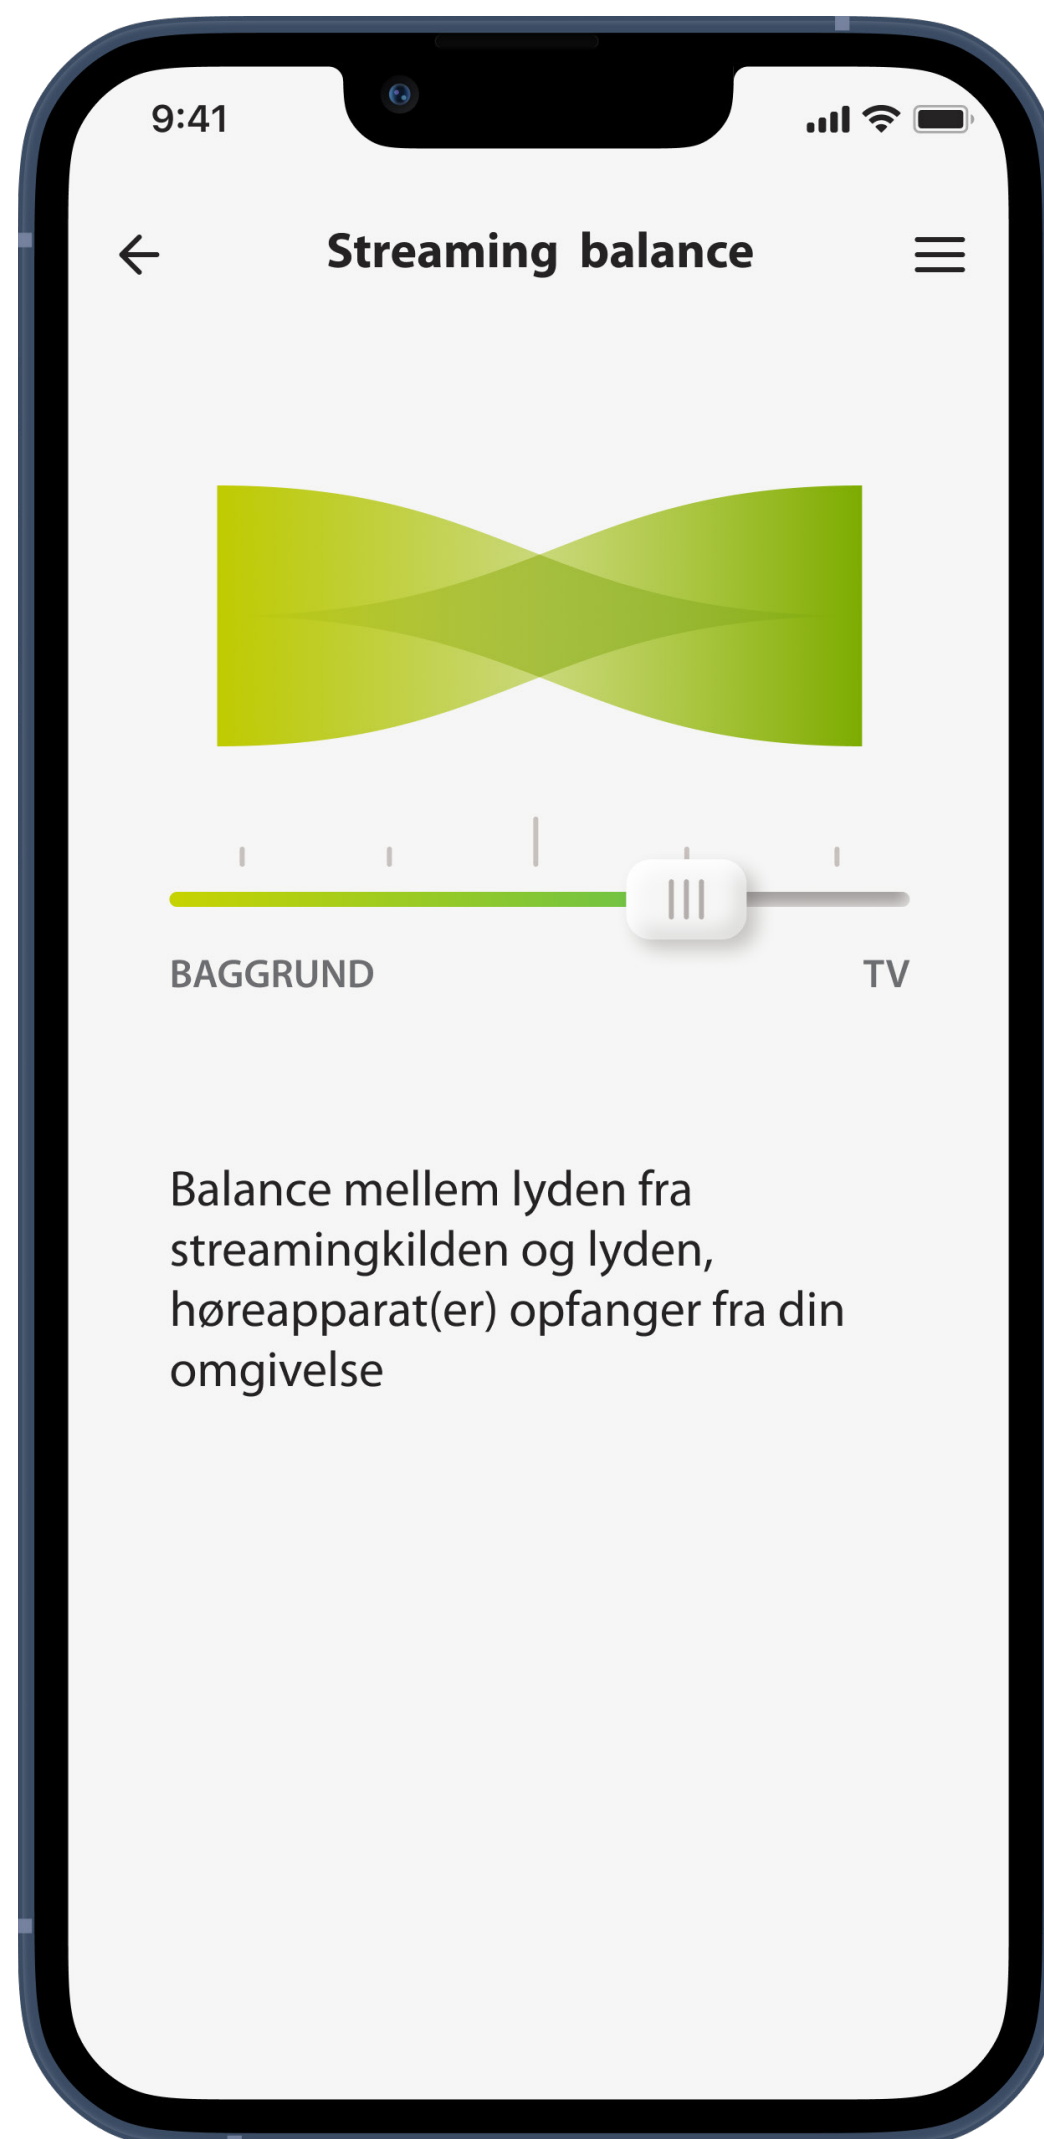 9:41
Streaming balance
BAGGRUND
TV
Balance mellem lyden fra
streamingkilden og lyden,
høreapparat(er) opfanger fra din
omgivelse